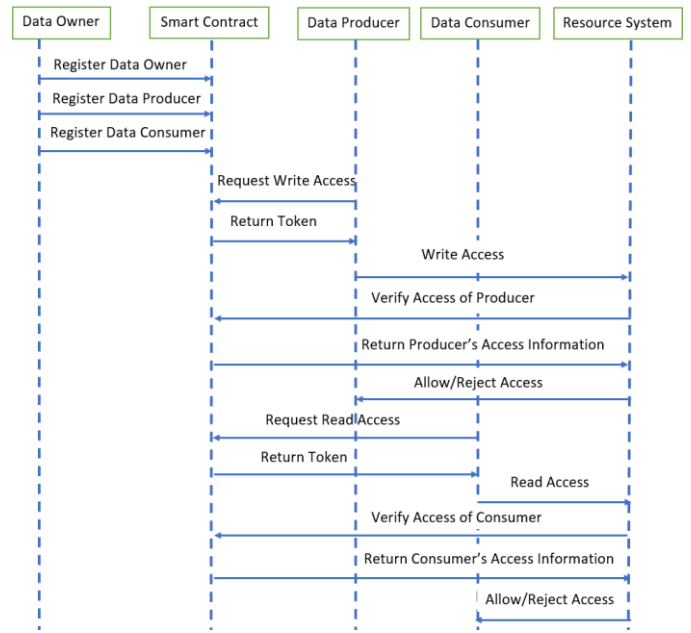 Data Owner
Smart Contract
Data Producer
Data Consumer
Resource System
Register Data Owner
Register Data Producer
Register Data Consumer
Request Write Access
Return Token
Write Access
Verify Access of Producer
Return Producer’s Access Information
Allow/Reject Access
Request Read Access
Return Token
Read Access
Verify Access of Consumer
Return Consumer’s Access Information
Allow/Reject Access